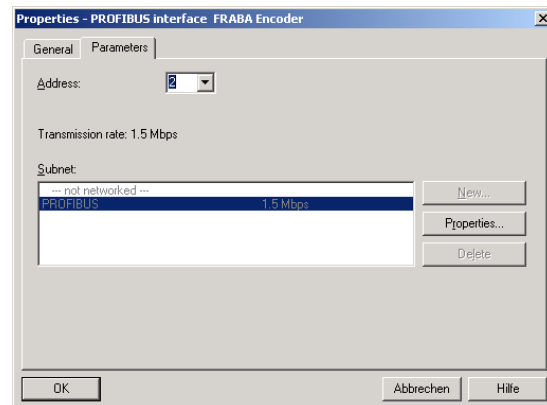 Properties - PROFIBUS interface FRABA Encoder
General Parameters
Address: 2
Transmission rate: 1.5 Mbps
Subnet:
--- not networked ---
PROFIBUS 1.5 Mbps
New...
Properties...
Delete
OK Abbrechen Hilfe